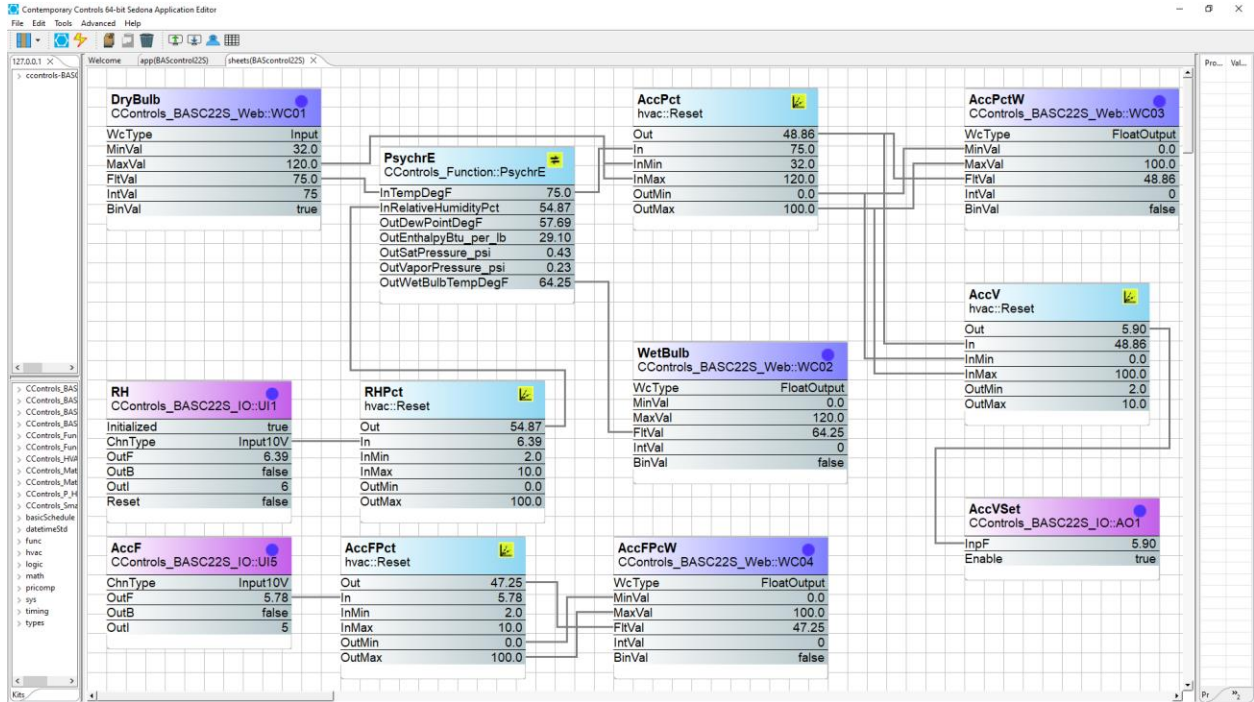 Contemporary Controls 64-bit Sedona Application Editor
File Edit Tools Advanced Help
127.0.0.1
Welcome app(BAScontrol22S) sheets(BAScontrol22S)
Pro... Val...
> ccontrols-BASC
DryBulb
CControls_BASC22S_Web::WC01
WcType Input
MinVal 32.0
MaxVal 120.0
FltVal 75.0
IntVal 75
BinVal true
PsychrE
CControls_Function::PsychrE
InTempDegF 75.0
InRelativeHumidityPct 54.87
OutDewPointDegF 57.69
OutEnthalpyBtu_per_lb 29.10
OutSatPressure_psi 0.43
OutVaporPressure_psi 0.23
OutWetBulbTempDegF 64.25
AccPct
hvac::Reset
Out 48.86
In 75.0
InMin 32.0
InMax 120.0
OutMin 0.0
OutMax 100.0
AccPctW
CControls_BASC22S_Web::WC03
WcType FloatOutput
MinVal 0.0
MaxVal 100.0
FltVal 48.86
IntVal 0
BinVal false
AccV
hvac::Reset
Out 5.90
In 48.86
InMin 0.0
InMax 100.0
OutMin 2.0
OutMax 10.0
WetBulb
CControls_BASC22S_Web::WC02
WcType FloatOutput
MinVal 0.0
MaxVal 120.0
FltVal 64.25
IntVal 0
BinVal false
RH
CControls_BASC22S_IO::UI1
Initialized true
ChnType Input10V
OutF 6.39
OutB false
OutI 6
Reset false
RHPct
hvac::Reset
Out 54.87
In 6.39
InMin 2.0
InMax 10.0
OutMin 0.0
OutMax 100.0
AccVSet
CControls_BASC22S_IO::AO1
InpF 5.90
Enable true
AccF
CControls_BASC22S_IO::UI5
ChnType Input10V
OutF 5.78
OutB false
OutI 5
AccFPct
hvac::Reset
Out 47.25
In 5.78
InMin 2.0
InMax 10.0
OutMin 0.0
OutMax 100.0
AccFPcW
CControls_BASC22S_Web::WC04
WcType FloatOutput
MinVal 0.0
MaxVal 100.0
FltVal 47.25
IntVal 0
BinVal false
> CControls_BAS
> CControls_BAS
> CControls_BAS
> CControls_BAS
> CControls_Fun
> CControls_Fun
> CControls_HVA
> CControls_Mat
> CControls_Mat
> CControls_P_H
> CControls_Sma
> basicSchedule
> datetimeStd
> func
> hvac
> logic
> math
> pricomp
> sys
> timing
> types
Kits
Pr »2